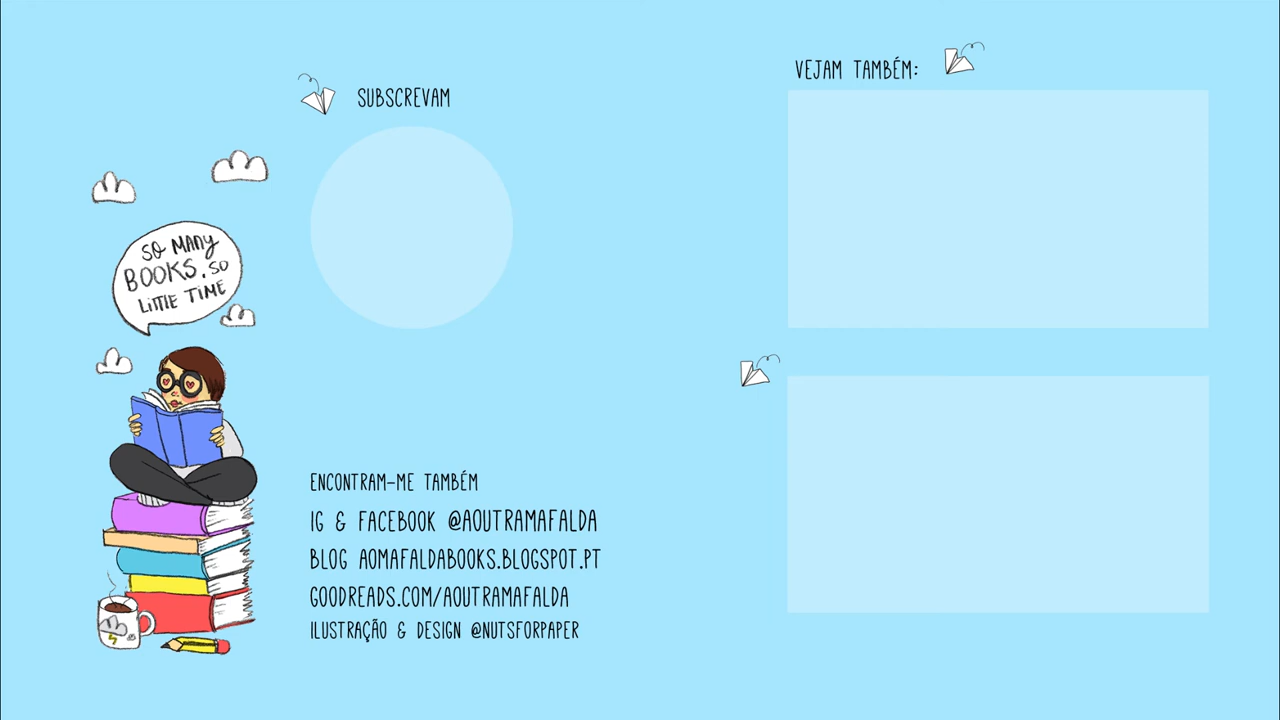 SUBSCREVAM
VEJAM TAMBÉM:
SO MANY
BOOKS, SO
LITTLE TIME
ENCONTRAM-ME TAMBÉM
IG & FACEBOOK @AOUTRAMAFALDA
BLOG AOMAFALDABOOKS.BLOGSPOT.PT
GOODREADS.COM/AOUTRAMAFALDA
ILUSTRAÇÃO & DESIGN @NUTSFORPAPER